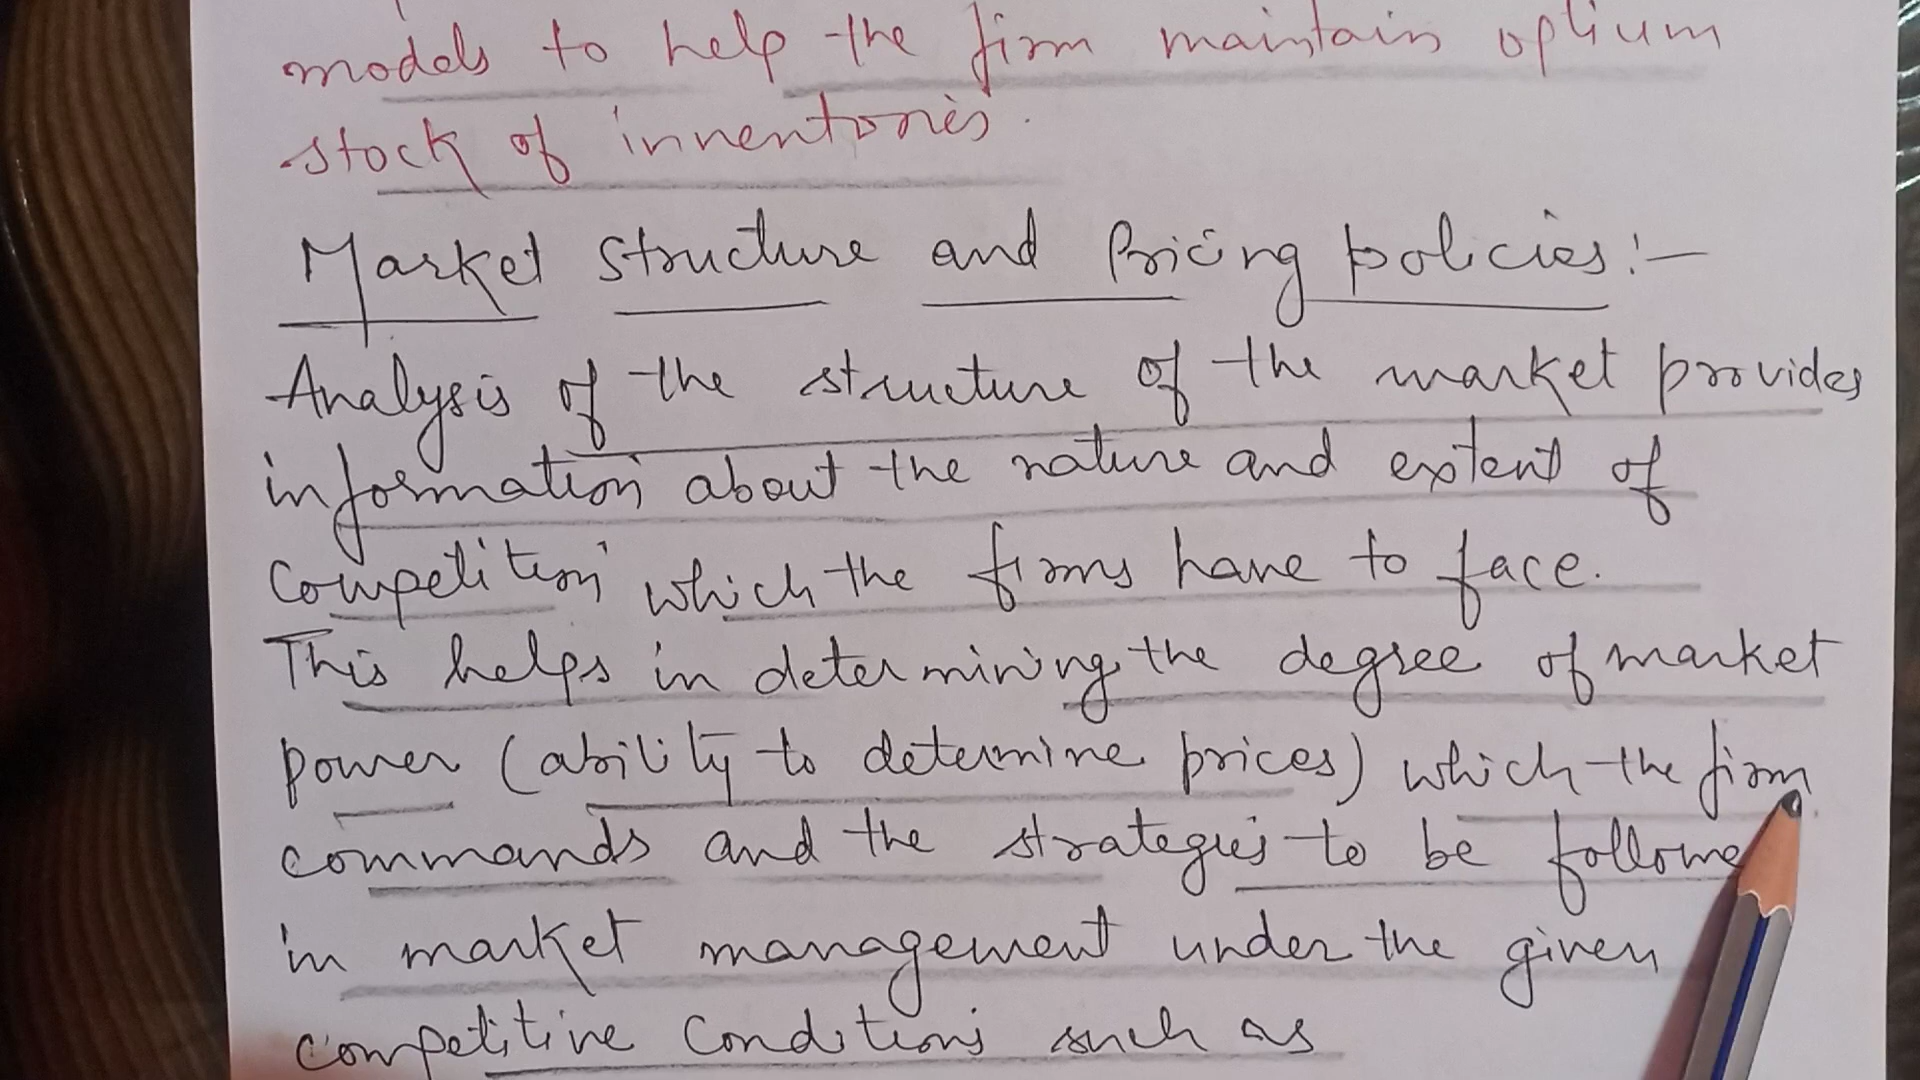 models to help the firm maintain optium
stock of inventories.
Market structure and Pricing policies:-
Analysis of the structure of the market provides
information about the nature and extent of
Competition which the firms have to face.
This helps in determining the degree of market
power (ability to determine prices) which the firm
commands and the strategies to be followe
in market management under the given
competitive Conditions such as